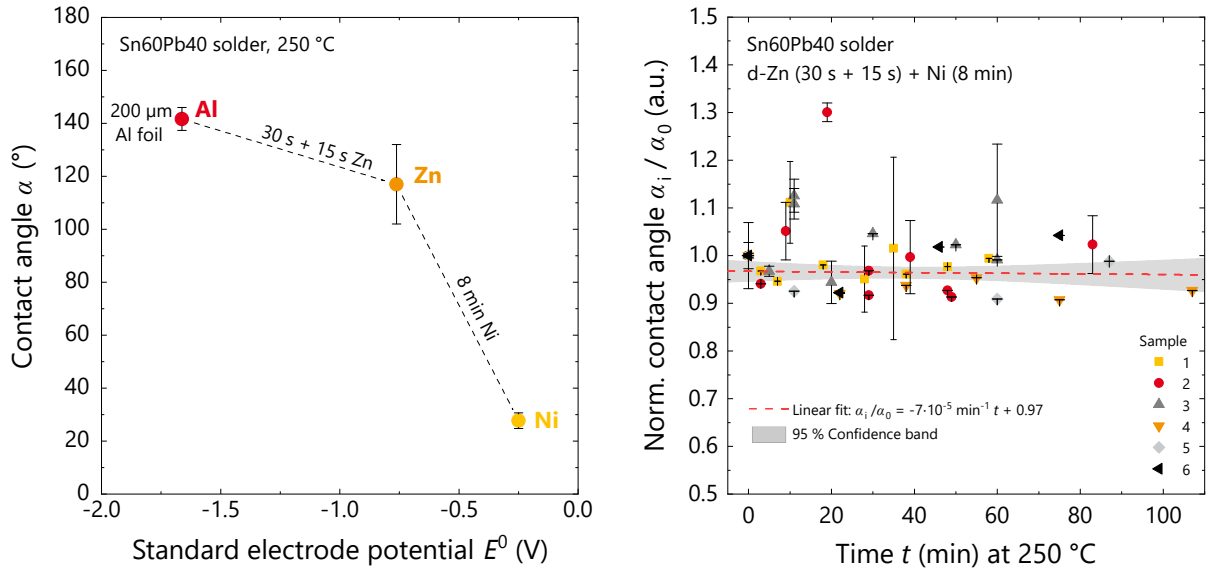 Sn60Pb40 solder, 250 °C
200 µm
Al foil
Al
30 s + 15 s Zn
Zn
8 min Ni
Ni
180
160
140
120
100
80
60
40
20
0
-2.0 -1.5 -1.0 -0.5 0.0
Contact angle α (°)
Standard electrode potential E⁰ (V)
Sn60Pb40 solder
d-Zn (30 s + 15 s) + Ni (8 min)
1.5
1.4
1.3
1.2
1.1
1.0
0.9
0.8
0.7
0.6
0.5
Sample
1
2
3
4
5
6
Linear fit: αᵢ/α₀ = -7·10⁻⁵ min⁻¹ t + 0.97
95 % Confidence band
0 20 40 60 80 100
Norm. contact angle αᵢ / α₀ (a.u.)
Time t (min) at 250 °C